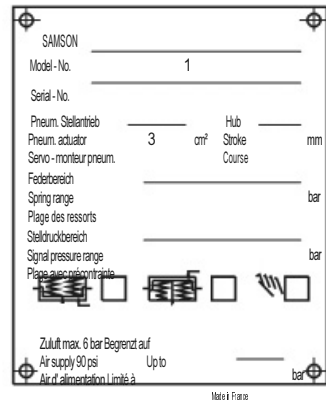 SAMSON
Model - No. 1
Serial - No.
Pneum. Stellantrieb Hub
Pneum. actuator 3 cm² Stroke mm
Servo - monteur pneum. Course
Federbereich
Spring range bar
Plage des ressorts
Stelldruckbereich
Signal pressure range bar
Plage avec précontrainte
Zuluft max. 6 bar Begrenzt auf
Air supply 90 psi Up to
Air d' alimentation Limité à bar
Made in France